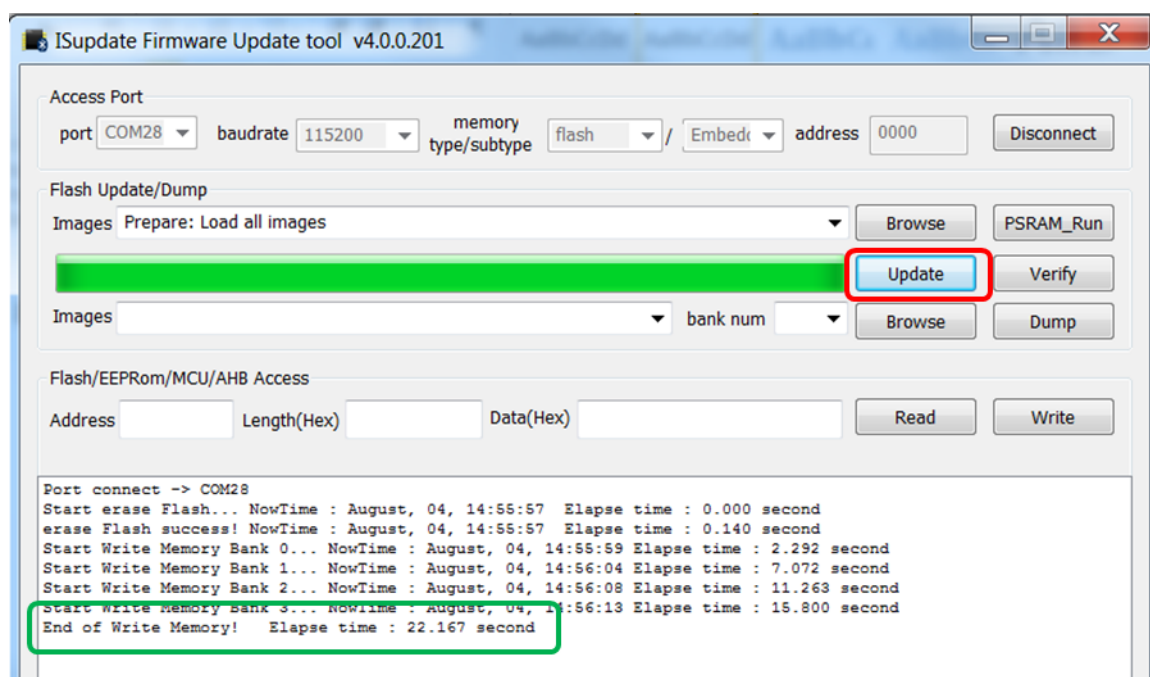 ISupdate Firmware Update tool v4.0.0.201
Access Port
port COM28 baudrate 115200 memory type/subtype flash / Embedd address 0000 Disconnect
Flash Update/Dump
Images Prepare: Load all images Browse PSRAM_Run
Update Verify
Images bank num Browse Dump
Flash/EEPRom/MCU/AHB Access
Address Length(Hex) Data(Hex) Read Write
Port connect -> COM28
Start erase Flash... NowTime : August, 04, 14:55:57 Elapse time : 0.000 second
erase Flash success! NowTime : August, 04, 14:55:57 Elapse time : 0.140 second
Start Write Memory Bank 0... NowTime : August, 04, 14:55:59 Elapse time : 2.292 second
Start Write Memory Bank 1... NowTime : August, 04, 14:56:04 Elapse time : 7.072 second
Start Write Memory Bank 2... NowTime : August, 04, 14:56:08 Elapse time : 11.263 second
Start Write Memory Bank 3... NowTime : August, 04, 14:56:13 Elapse time : 15.800 second
End of Write Memory! Elapse time : 22.167 second